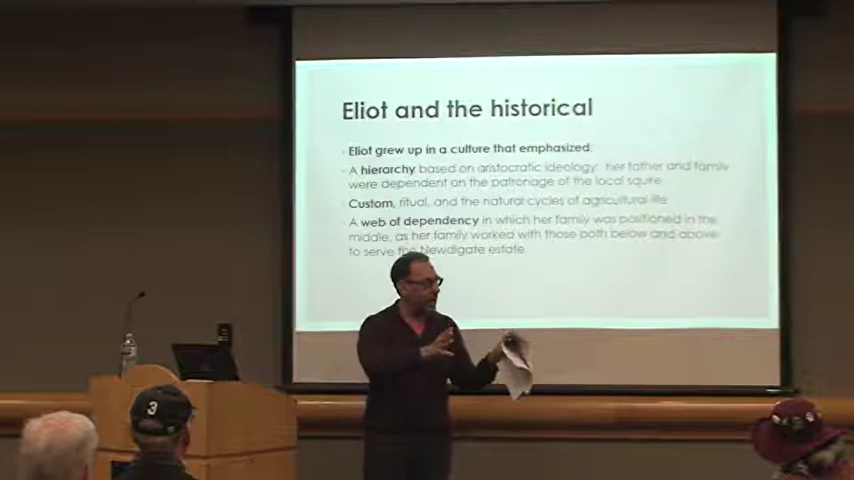 Eliot and the historical
Eliot grew up in a culture that emphasized:
A hierarchy based on aristocratic ideology: her father and family
were dependent on the patronage of the local squire
Custom, ritual, and the natural cycles of agricultural life
A web of dependency in which her family was positioned in the
middle, as her family worked with those both below and above
to serve the Newdigate estate.
3